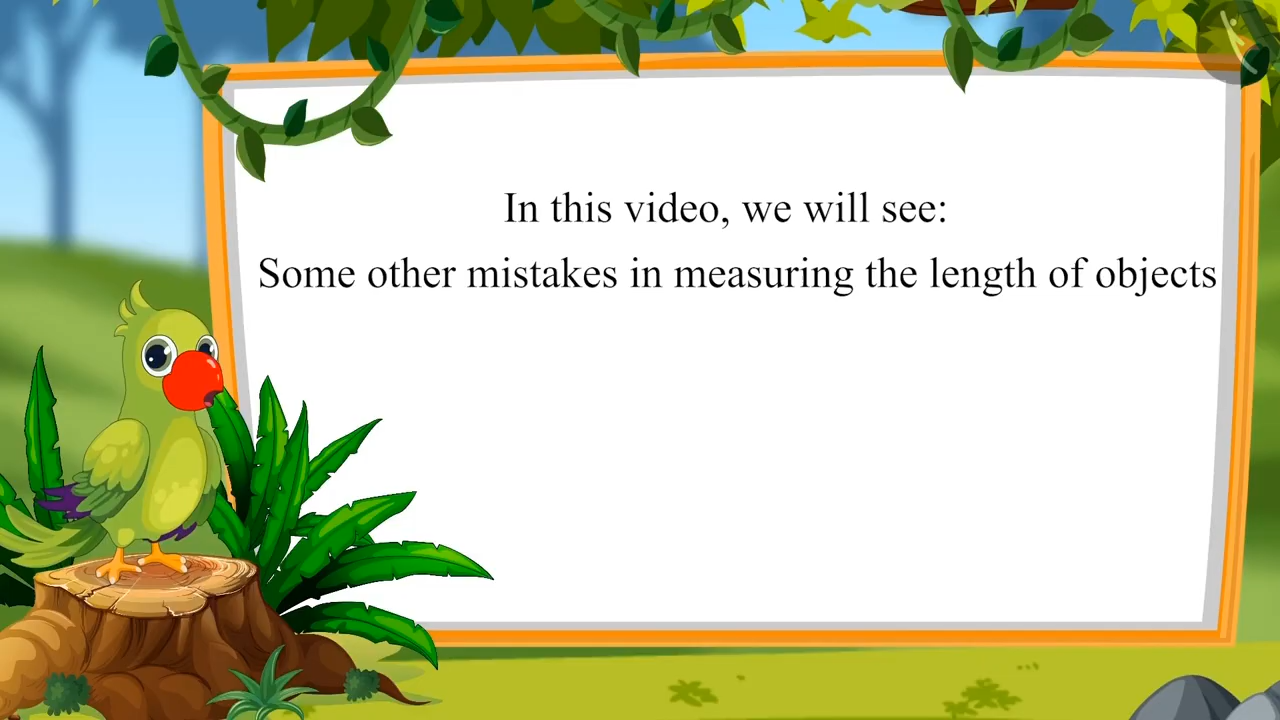 In this video, we will see:
Some other mistakes in measuring the length of objects